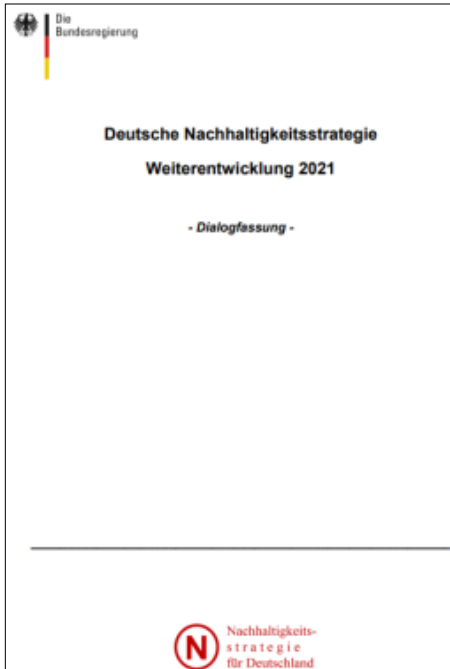 Die
Bundesregierung
Deutsche Nachhaltigkeitsstrategie
Weiterentwicklung 2021
- Dialogfassung -
N
Nachhaltigkeits-
strategie
für Deutschland